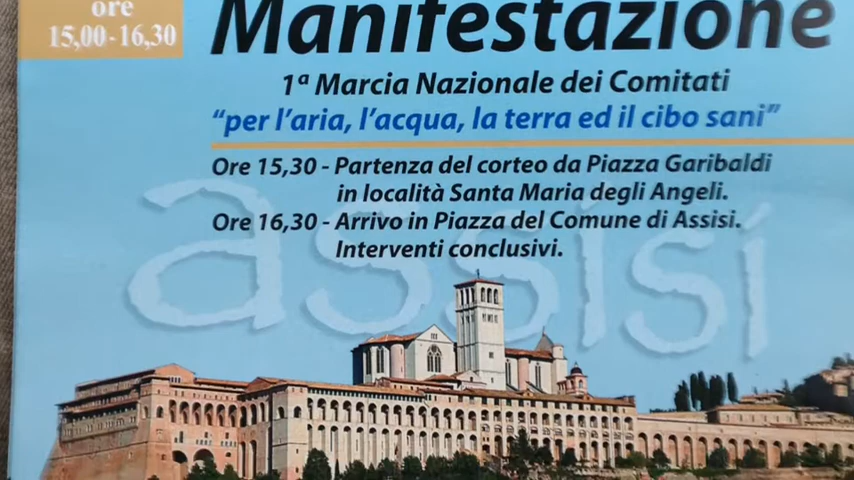 ore
15,00-16,30
Manifestazione
1ª Marcia Nazionale dei Comitati
“per l’aria, l’acqua, la terra ed il cibo sani”
Ore 15,30 - Partenza del corteo da Piazza Garibaldi
in località Santa Maria degli Angeli.
Ore 16,30 - Arrivo in Piazza del Comune di Assisi.
Interventi conclusivi.
assisi